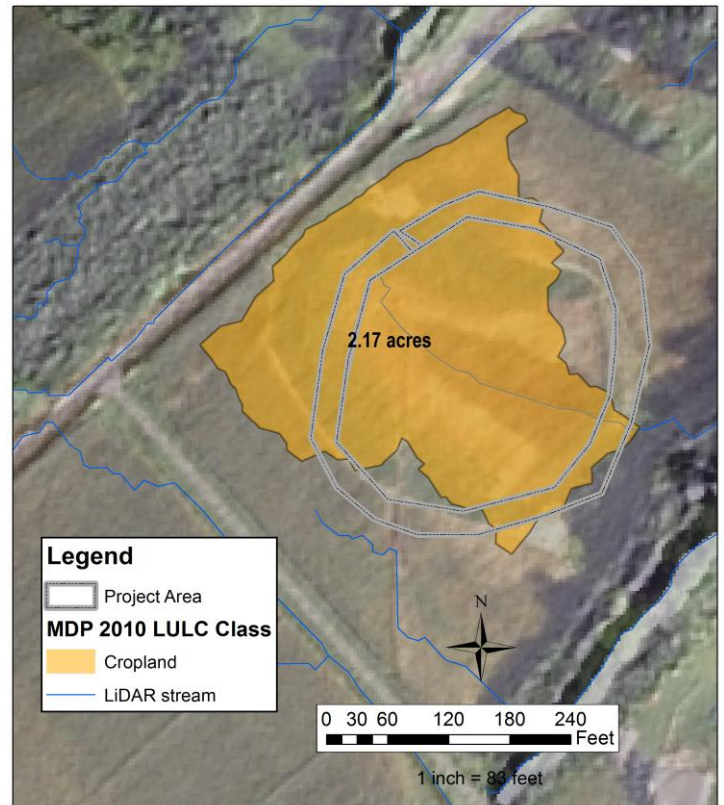 2.17 acres
Legend
Project Area
MDP 2010 LULC Class
Cropland
LiDAR stream
N
0 30 60 120 180 240
Feet
1 inch = 83 feet